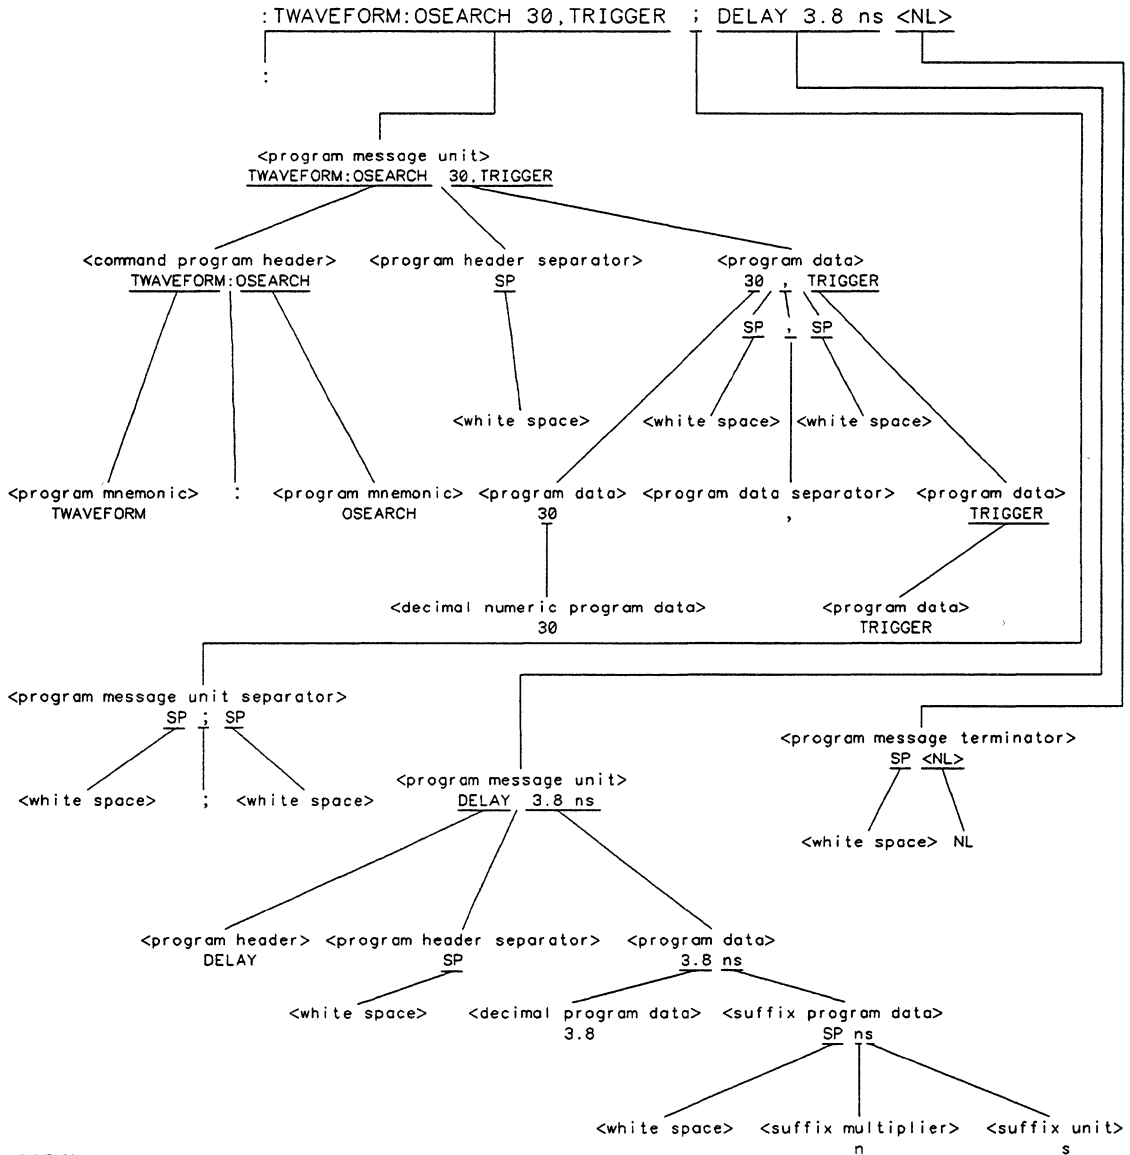 :TWAVEFORM:OSEARCH 30,TRIGGER ; DELAY 3.8 ns <NL>
:
<program message unit>
TWAVEFORM:OSEARCH 30,TRIGGER
<command program header> <program header separator> <program data>
TWAVEFORM:OSEARCH SP 30 , TRIGGER
SP , SP
<white space> <white space> <white space>
<program mnemonic> : <program mnemonic> <program data> <program data separator> <program data>
TWAVEFORM OSEARCH 30 , TRIGGER
<decimal numeric program data> <program data>
30 TRIGGER
<program message unit separator>
SP ; SP
<program message terminator>
SP <NL>
<program message unit>
<white space> ; <white space> DELAY 3.8 ns
<white space> NL
<program header> <program header separator> <program data>
DELAY SP 3.8 ns
<white space> <decimal program data> <suffix program data>
3.8 SP ns
<white space> <suffix multiplier> <suffix unit>
n s